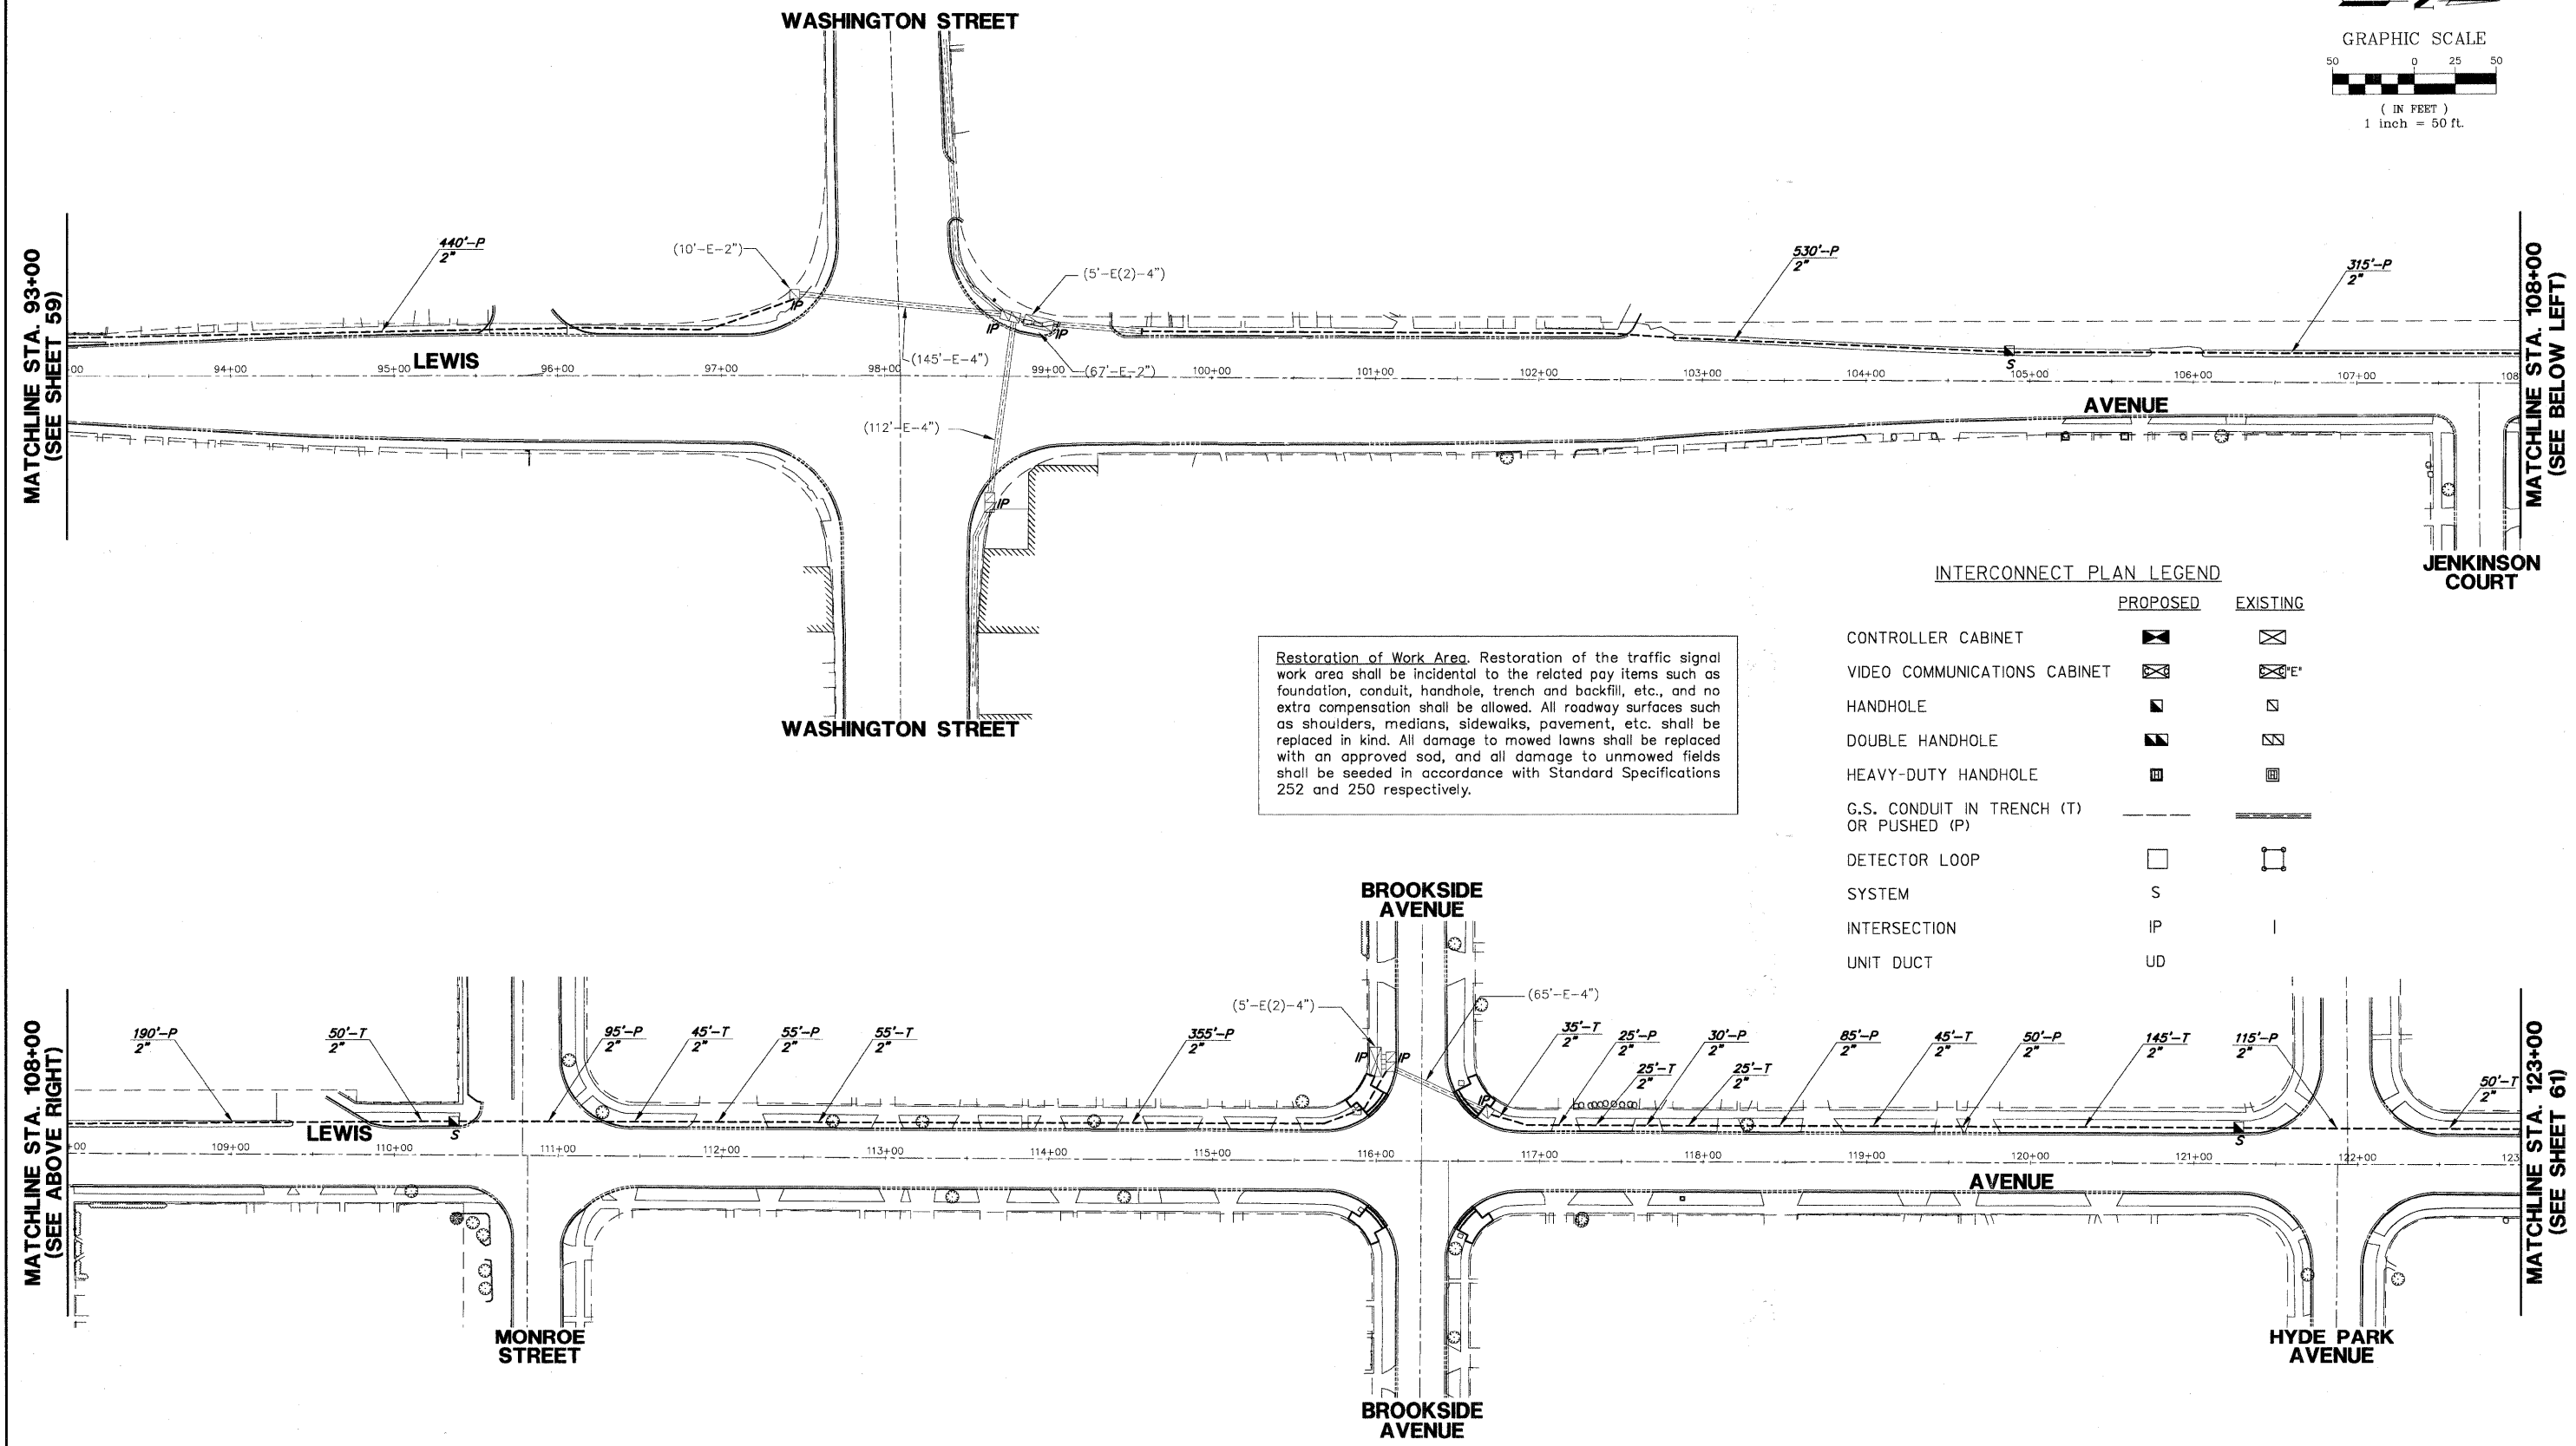 WASHINGTON STREET
GRAPHIC SCALE
50 0 25 50
( IN FEET )
1 inch = 50 ft.
MATCHLINE STA. 93+00
(SEE SHEET 59)
440'-P
2"
(10'-E-2")
(5'-E(2)-4")
530'-P
2"
315'-P
2"
MATCHLINE STA. 108+00
(SEE BELOW LEFT)
IP
IP
IP
(145'-E-4")
(67'-E-2")
S
LEWIS
00 94+00 95+00 96+00 97+00 98+00 99+00 100+00 101+00 102+00 103+00 104+00 105+00 106+00 107+00 108
AVENUE
(112'-E-4")
IP
JENKINSON
COURT
WASHINGTON STREET
Restoration of Work Area. Restoration of the traffic signal
work area shall be incidental to the related pay items such as
foundation, conduit, handhole, trench and backfill, etc., and no
extra compensation shall be allowed. All roadway surfaces such
as shoulders, medians, sidewalks, pavement, etc. shall be
replaced in kind. All damage to mowed lawns shall be replaced
with an approved sod, and all damage to unmowed fields
shall be seeded in accordance with Standard Specifications
252 and 250 respectively.
INTERCONNECT PLAN LEGEND
PROPOSED EXISTING
CONTROLLER CABINET
VIDEO COMMUNICATIONS CABINET "E"
HANDHOLE
DOUBLE HANDHOLE
HEAVY-DUTY HANDHOLE H H
G.S. CONDUIT IN TRENCH (T)
OR PUSHED (P)
DETECTOR LOOP
SYSTEM S
INTERSECTION IP I
UNIT DUCT UD
BROOKSIDE
AVENUE
MATCHLINE STA. 108+00
(SEE ABOVE RIGHT)
190'-P
2"
50'-T
2"
95'-P
2"
45'-T
2"
55'-P
2"
55'-T
2"
355'-P
2"
(5'-E(2)-4")
(65'-E-4")
35'-T
2"
25'-P
2"
25'-T
2"
30'-P
2"
25'-T
2"
85'-P
2"
45'-T
2"
50'-P
2"
145'-T
2"
115'-P
2"
50'-T
2"
MATCHLINE STA. 123+00
(SEE SHEET 61)
IP
IP
IP
S
S
LEWIS
+00 109+00 110+00 111+00 112+00 113+00 114+00 115+00 116+00 117+00 118+00 119+00 120+00 121+00 122+00 123
AVENUE
MONROE
STREET
BROOKSIDE
AVENUE
HYDE PARK
AVENUE